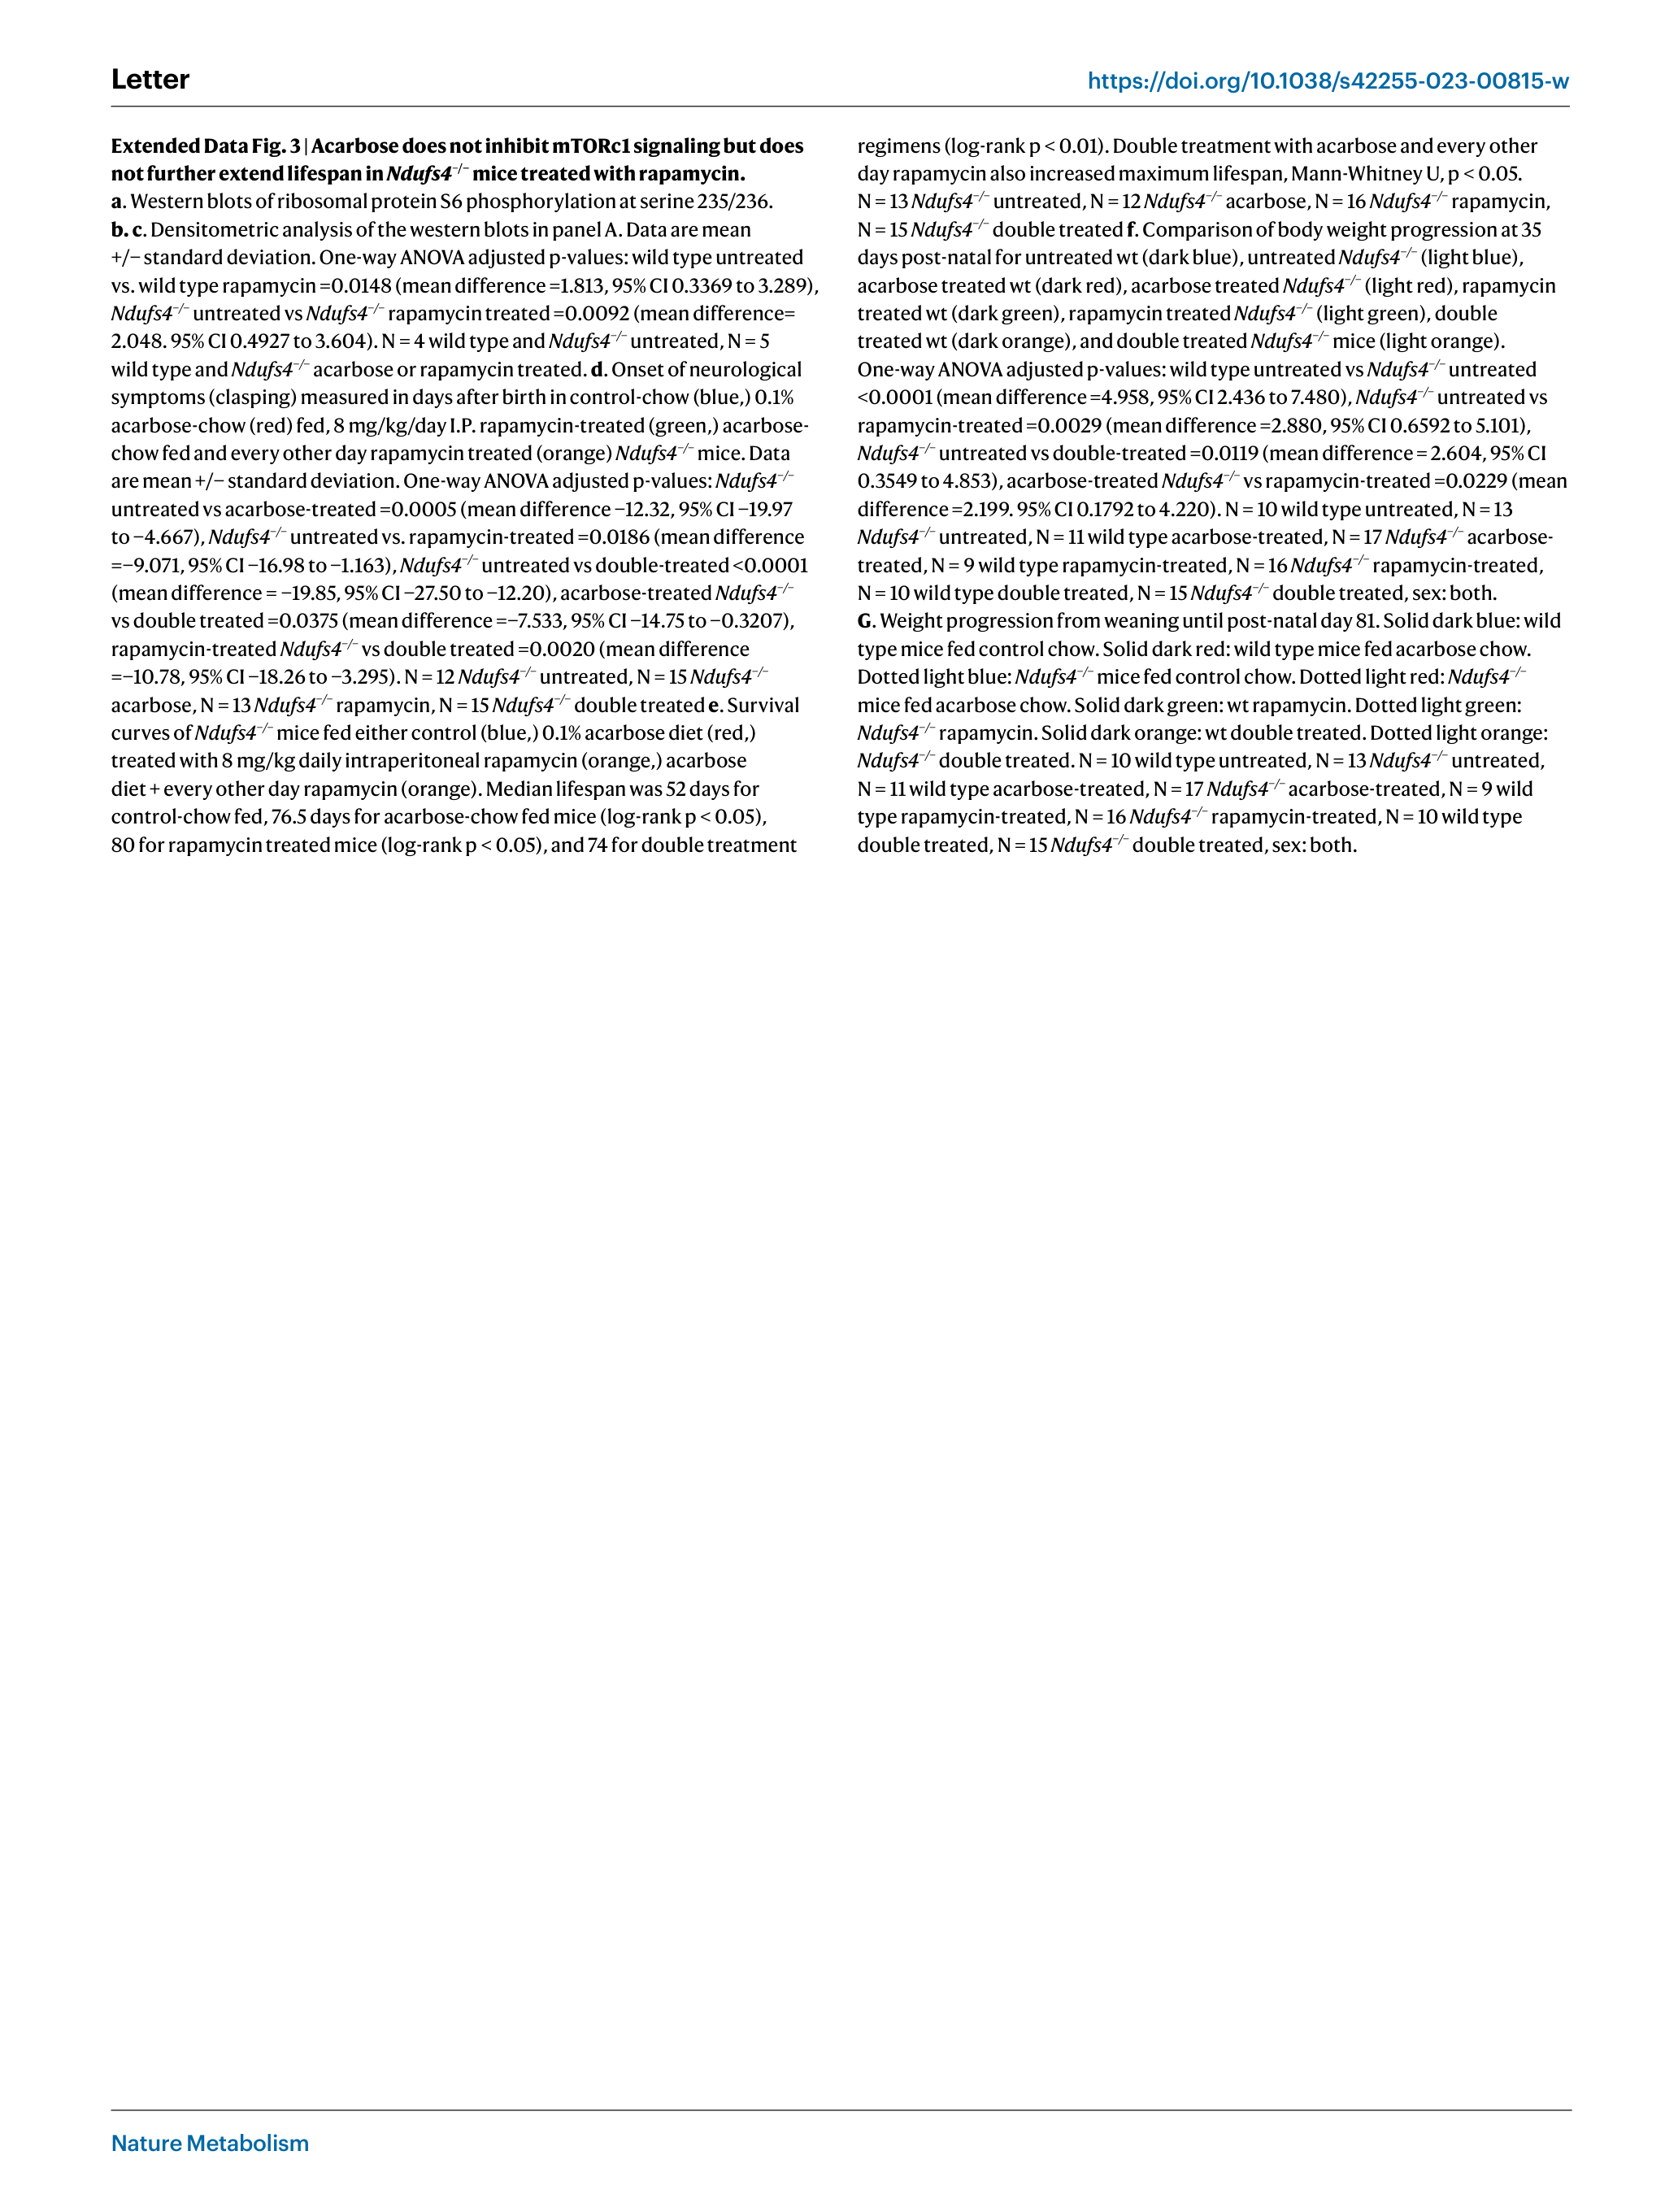 Letter
https://doi.org/10.1038/s42255-023-00815-w
Extended Data Fig. 3 | Acarbose does not inhibit mTORc1 signaling but does
not further extend lifespan in Ndufs4−/− mice treated with rapamycin.
a. Western blots of ribosomal protein S6 phosphorylation at serine 235/236.
b. c. Densitometric analysis of the western blots in panel A. Data are mean
+/− standard deviation. One-way ANOVA adjusted p-values: wild type untreated
vs. wild type rapamycin =0.0148 (mean difference =1.813, 95% CI 0.3369 to 3.289),
Ndufs4−/− untreated vs Ndufs4−/− rapamycin treated =0.0092 (mean difference=
2.048. 95% CI 0.4927 to 3.604). N = 4 wild type and Ndufs4−/− untreated, N = 5
wild type and Ndufs4−/− acarbose or rapamycin treated. d. Onset of neurological
symptoms (clasping) measured in days after birth in control-chow (blue,) 0.1%
acarbose-chow (red) fed, 8 mg/kg/day I.P. rapamycin-treated (green,) acarbose-
chow fed and every other day rapamycin treated (orange) Ndufs4−/− mice. Data
are mean +/− standard deviation. One-way ANOVA adjusted p-values: Ndufs4−/−
untreated vs acarbose-treated =0.0005 (mean difference −12.32, 95% CI −19.97
to −4.667), Ndufs4−/− untreated vs. rapamycin-treated =0.0186 (mean difference
=−9.071, 95% CI −16.98 to −1.163), Ndufs4−/− untreated vs double-treated <0.0001
(mean difference = −19.85, 95% CI −27.50 to −12.20), acarbose-treated Ndufs4−/−
vs double treated =0.0375 (mean difference =−7.533, 95% CI −14.75 to −0.3207),
rapamycin-treated Ndufs4−/− vs double treated =0.0020 (mean difference
=−10.78, 95% CI −18.26 to −3.295). N = 12 Ndufs4−/− untreated, N = 15 Ndufs4−/−
acarbose, N = 13 Ndufs4−/− rapamycin, N = 15 Ndufs4−/− double treated e. Survival
curves of Ndufs4−/− mice fed either control (blue,) 0.1% acarbose diet (red,)
treated with 8 mg/kg daily intraperitoneal rapamycin (orange,) acarbose
diet + every other day rapamycin (orange). Median lifespan was 52 days for
control-chow fed, 76.5 days for acarbose-chow fed mice (log-rank p < 0.05),
80 for rapamycin treated mice (log-rank p < 0.05), and 74 for double treatment
regimens (log-rank p < 0.01). Double treatment with acarbose and every other
day rapamycin also increased maximum lifespan, Mann-Whitney U, p < 0.05.
N = 13 Ndufs4−/− untreated, N = 12 Ndufs4−/− acarbose, N = 16 Ndufs4−/− rapamycin,
N = 15 Ndufs4−/− double treated f. Comparison of body weight progression at 35
days post-natal for untreated wt (dark blue), untreated Ndufs4−/− (light blue),
acarbose treated wt (dark red), acarbose treated Ndufs4−/− (light red), rapamycin
treated wt (dark green), rapamycin treated Ndufs4−/− (light green), double
treated wt (dark orange), and double treated Ndufs4−/− mice (light orange).
One-way ANOVA adjusted p-values: wild type untreated vs Ndufs4−/− untreated
<0.0001 (mean difference =4.958, 95% CI 2.436 to 7.480), Ndufs4−/− untreated vs
rapamycin-treated =0.0029 (mean difference =2.880, 95% CI 0.6592 to 5.101),
Ndufs4−/− untreated vs double-treated =0.0119 (mean difference = 2.604, 95% CI
0.3549 to 4.853), acarbose-treated Ndufs4−/− vs rapamycin-treated =0.0229 (mean
difference =2.199. 95% CI 0.1792 to 4.220). N = 10 wild type untreated, N = 13
Ndufs4−/− untreated, N = 11 wild type acarbose-treated, N = 17 Ndufs4−/− acarbose-
treated, N = 9 wild type rapamycin-treated, N = 16 Ndufs4−/− rapamycin-treated,
N = 10 wild type double treated, N = 15 Ndufs4−/− double treated, sex: both.
G. Weight progression from weaning until post-natal day 81. Solid dark blue: wild
type mice fed control chow. Solid dark red: wild type mice fed acarbose chow.
Dotted light blue: Ndufs4−/− mice fed control chow. Dotted light red: Ndufs4−/−
mice fed acarbose chow. Solid dark green: wt rapamycin. Dotted light green:
Ndufs4−/− rapamycin. Solid dark orange: wt double treated. Dotted light orange:
Ndufs4−/− double treated. N = 10 wild type untreated, N = 13 Ndufs4−/− untreated,
N = 11 wild type acarbose-treated, N = 17 Ndufs4−/− acarbose-treated, N = 9 wild
type rapamycin-treated, N = 16 Ndufs4−/− rapamycin-treated, N = 10 wild type
double treated, N = 15 Ndufs4−/− double treated, sex: both.
Nature Metabolism